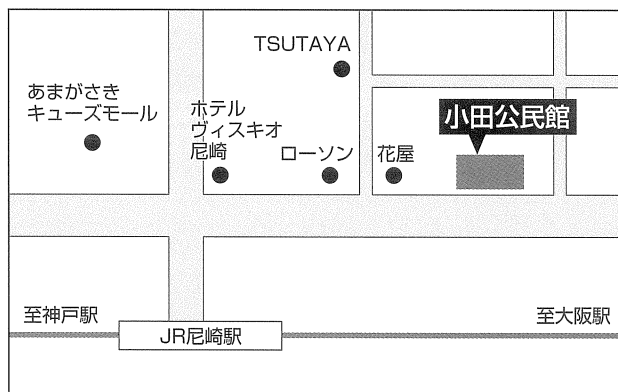 TSUTAYA
あまがさき
キューズモール
ホテル
ヴィスキオ
尼崎
ローソン
花屋
小田公民館
至神戸駅
至大阪駅
JR尼崎駅